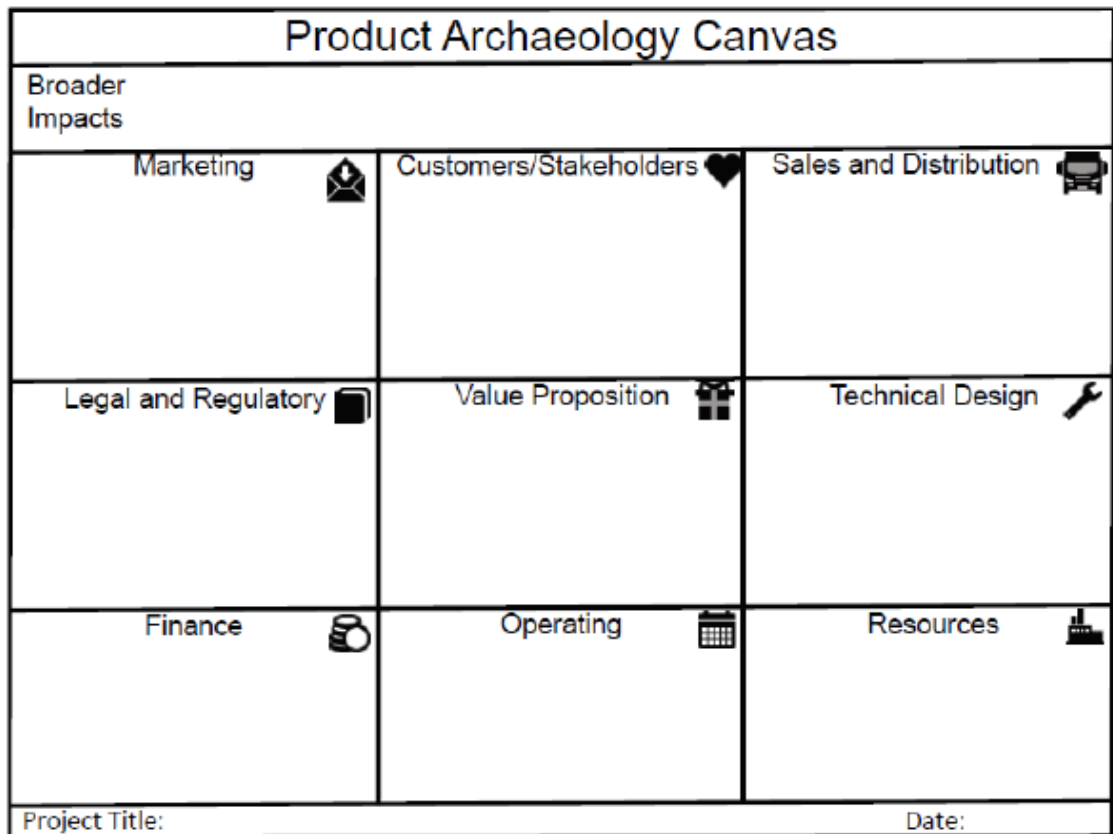 Product Archaeology Canvas
Broader
Impacts
Marketing
Customers/Stakeholders
Sales and Distribution
Legal and Regulatory
Value Proposition
Technical Design
Finance
Operating
Resources
Project Title:
Date: